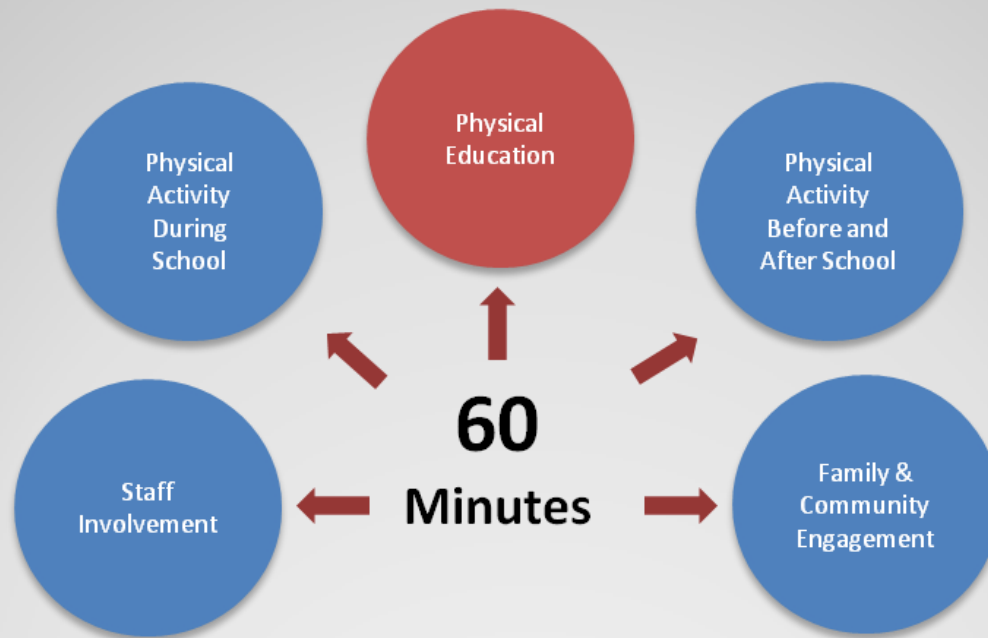 Physical
Education
Physical
Activity
During
School
Physical
Activity
Before and
After School
60
Minutes
Staff
Involvement
Family &
Community
Engagement